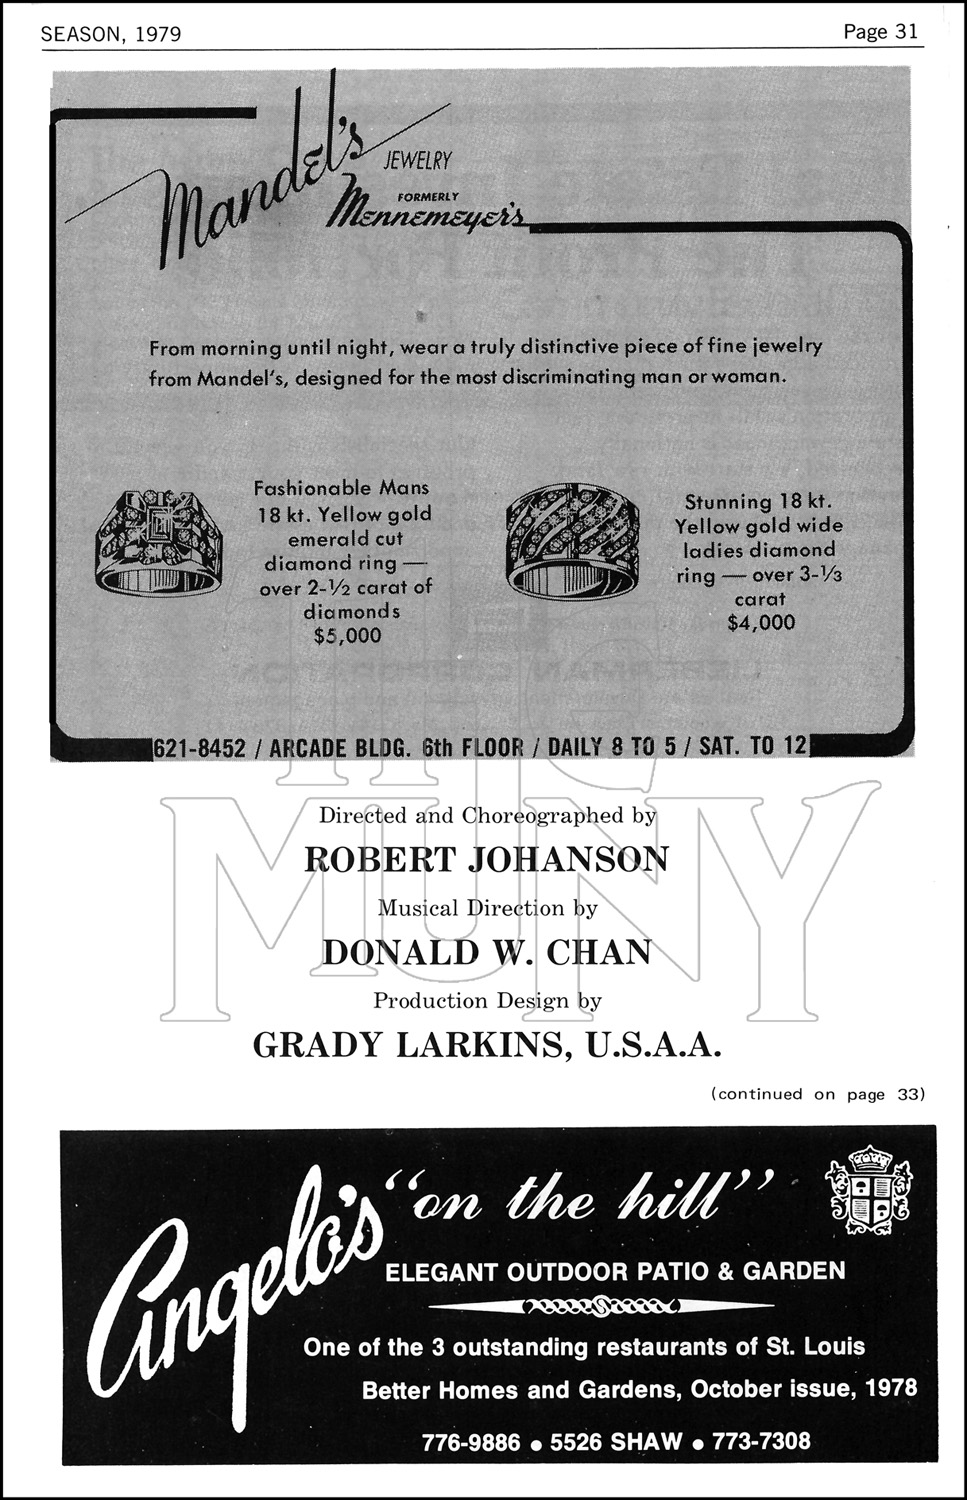 SEASON, 1979
Page 31
Mandel's
JEWELRY
FORMERLY
Mennemeyer's
From morning until night, wear a truly distinctive piece of fine jewelry
from Mandel's, designed for the most discriminating man or woman.
Fashionable Mans
18 kt. Yellow gold
emerald cut
diamond ring —
over 2-½ carat of
diamonds
$5,000
Stunning 18 kt.
Yellow gold wide
ladies diamond
ring — over 3-⅓
carat
$4,000
621-8452 / ARCADE BLDG. 6th FLOOR / DAILY 8 TO 5 / SAT. TO 12
THE
MUNY
Directed and Choreographed by
ROBERT JOHANSON
Musical Direction by
DONALD W. CHAN
Production Design by
GRADY LARKINS, U.S.A.A.
(continued on page 33)
Angelo's "on the hill"
ELEGANT OUTDOOR PATIO & GARDEN
One of the 3 outstanding restaurants of St. Louis
Better Homes and Gardens, October issue, 1978
776-9886 • 5526 SHAW • 773-7308